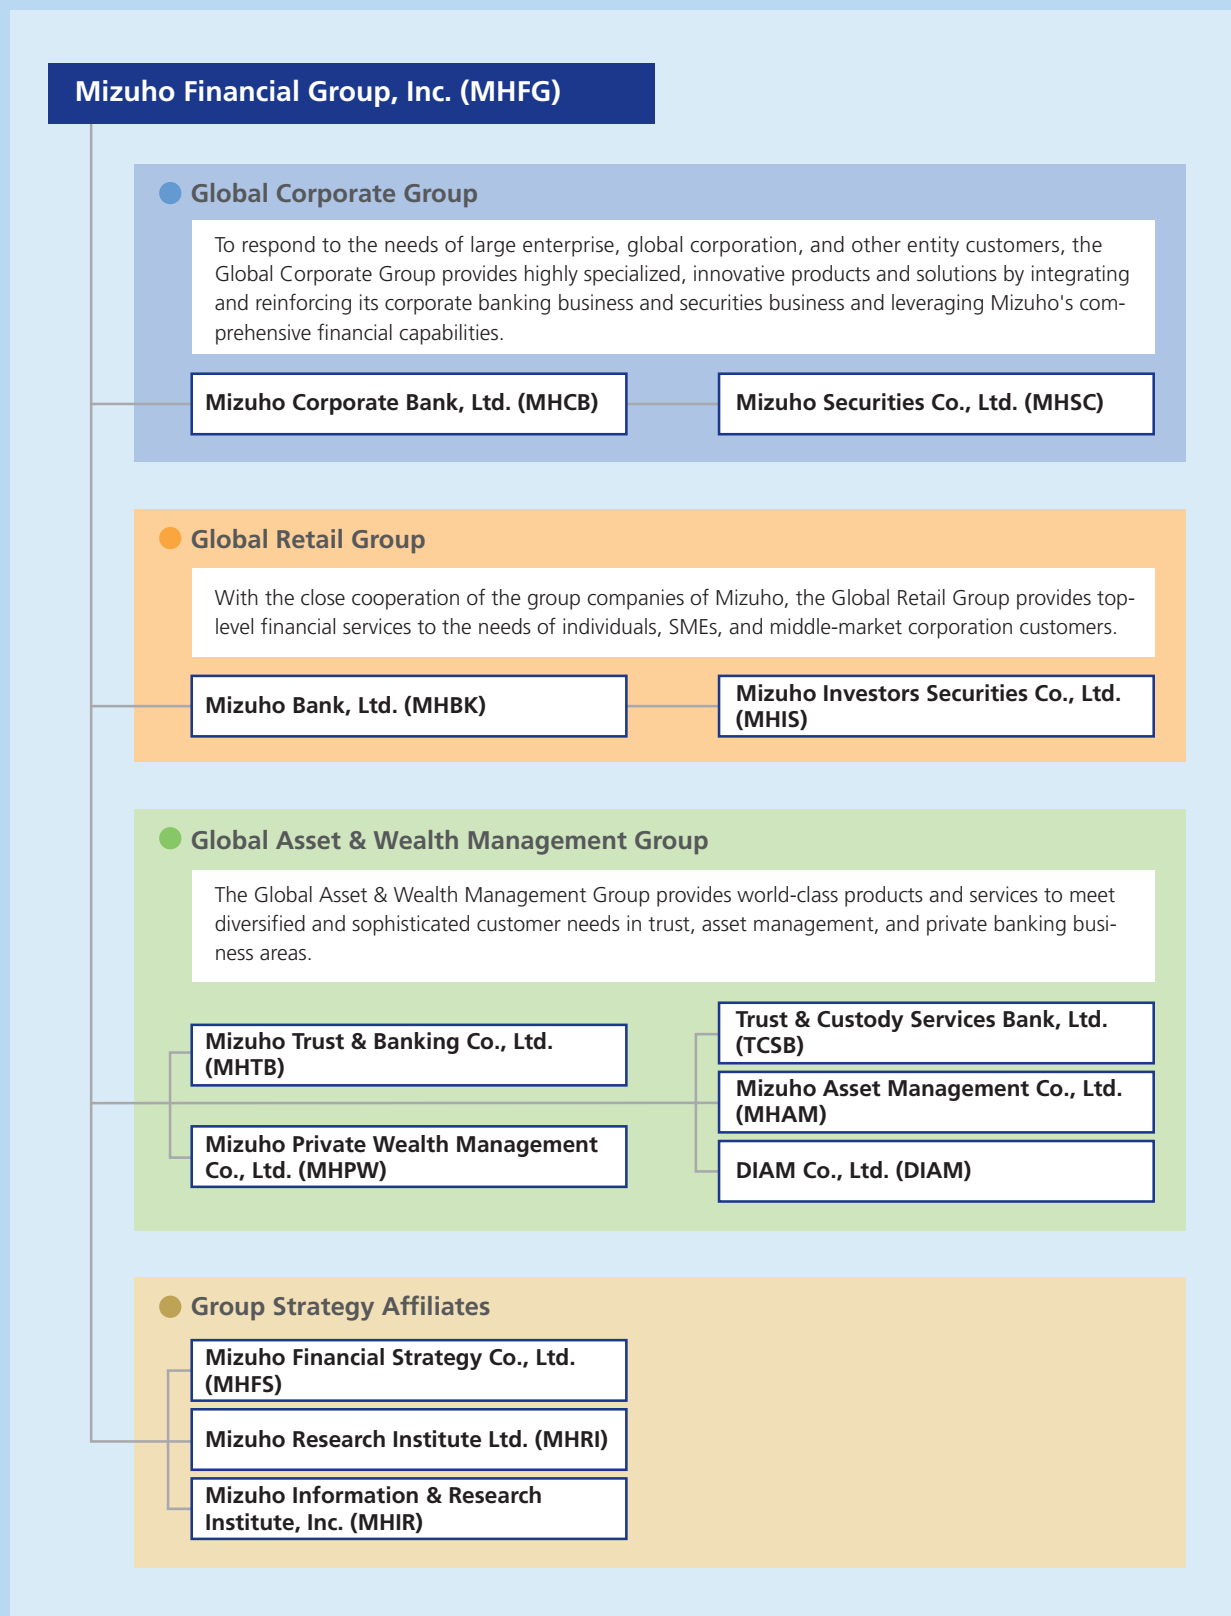 Mizuho Financial Group, Inc. (MHFG)
Global Corporate Group
To respond to the needs of large enterprise, global corporation, and other entity customers, the
Global Corporate Group provides highly specialized, innovative products and solutions by integrating
and reinforcing its corporate banking business and securities business and leveraging Mizuho's com-
prehensive financial capabilities.
Mizuho Corporate Bank, Ltd. (MHCB)
Mizuho Securities Co., Ltd. (MHSC)
Global Retail Group
With the close cooperation of the group companies of Mizuho, the Global Retail Group provides top-
level financial services to the needs of individuals, SMEs, and middle-market corporation customers.
Mizuho Bank, Ltd. (MHBK)
Mizuho Investors Securities Co., Ltd.
(MHIS)
Global Asset & Wealth Management Group
The Global Asset & Wealth Management Group provides world-class products and services to meet
diversified and sophisticated customer needs in trust, asset management, and private banking busi-
ness areas.
Mizuho Trust & Banking Co., Ltd.
(MHTB)
Mizuho Private Wealth Management
Co., Ltd. (MHPW)
Trust & Custody Services Bank, Ltd.
(TCSB)
Mizuho Asset Management Co., Ltd.
(MHAM)
DIAM Co., Ltd. (DIAM)
Group Strategy Affiliates
Mizuho Financial Strategy Co., Ltd.
(MHFS)
Mizuho Research Institute Ltd. (MHRI)
Mizuho Information & Research
Institute, Inc. (MHIR)